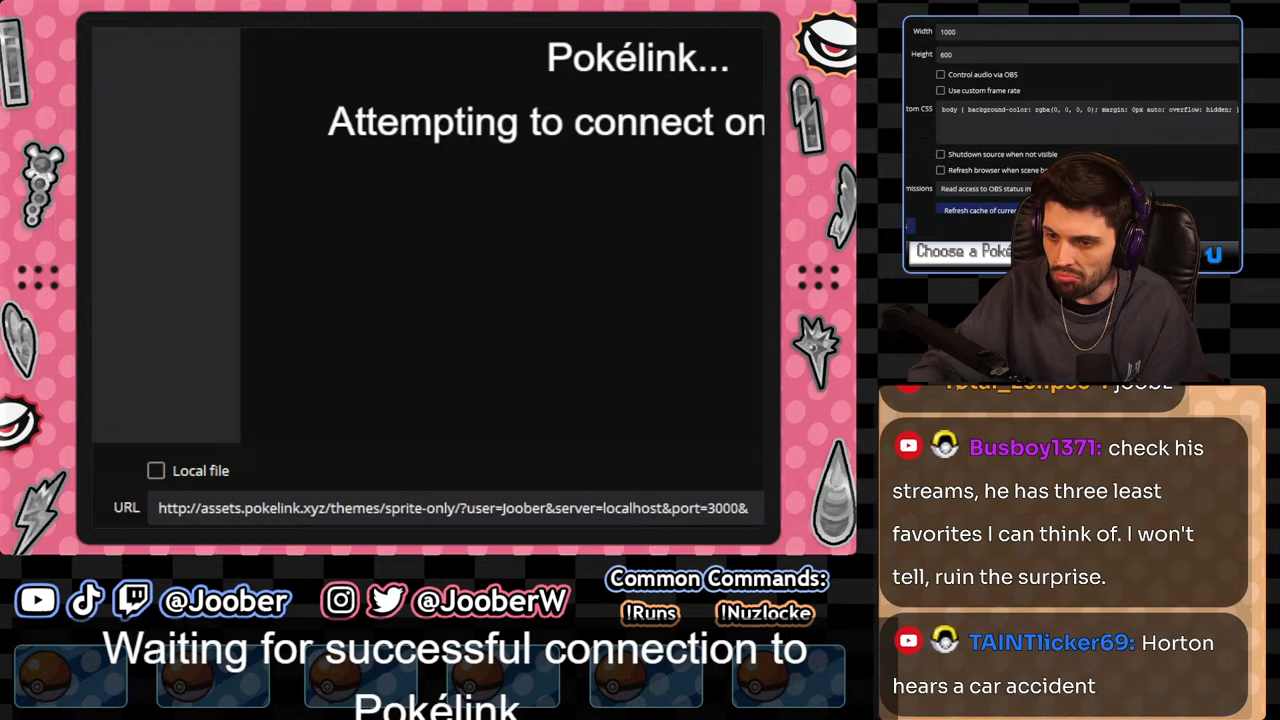 Pokélink...
Attempting to connect on
Local file
URL http://assets.pokelink.xyz/themes/sprite-only/?user=Joober&server=localhost&port=3000&
Width 1000
Height 600
Control audio via OBS
Use custom frame rate
tom CSS body { background-color: rgba(0, 0, 0, 0); margin: 0px auto; overflow: hidden; }
Shutdown source when not visible
Refresh browser when scene
missions Read access to OBS status in
Refresh cache of curre
Choose a Poké
Busboy1371: check his
streams, he has three least
favorites I can think of. I won't
tell, ruin the surprise.
TAINTlicker69: Horton
hears a car accident
@Joober @JooberW
Common Commands:
!Runs !Nuzlocke
Waiting for successful connection to
Pokélink